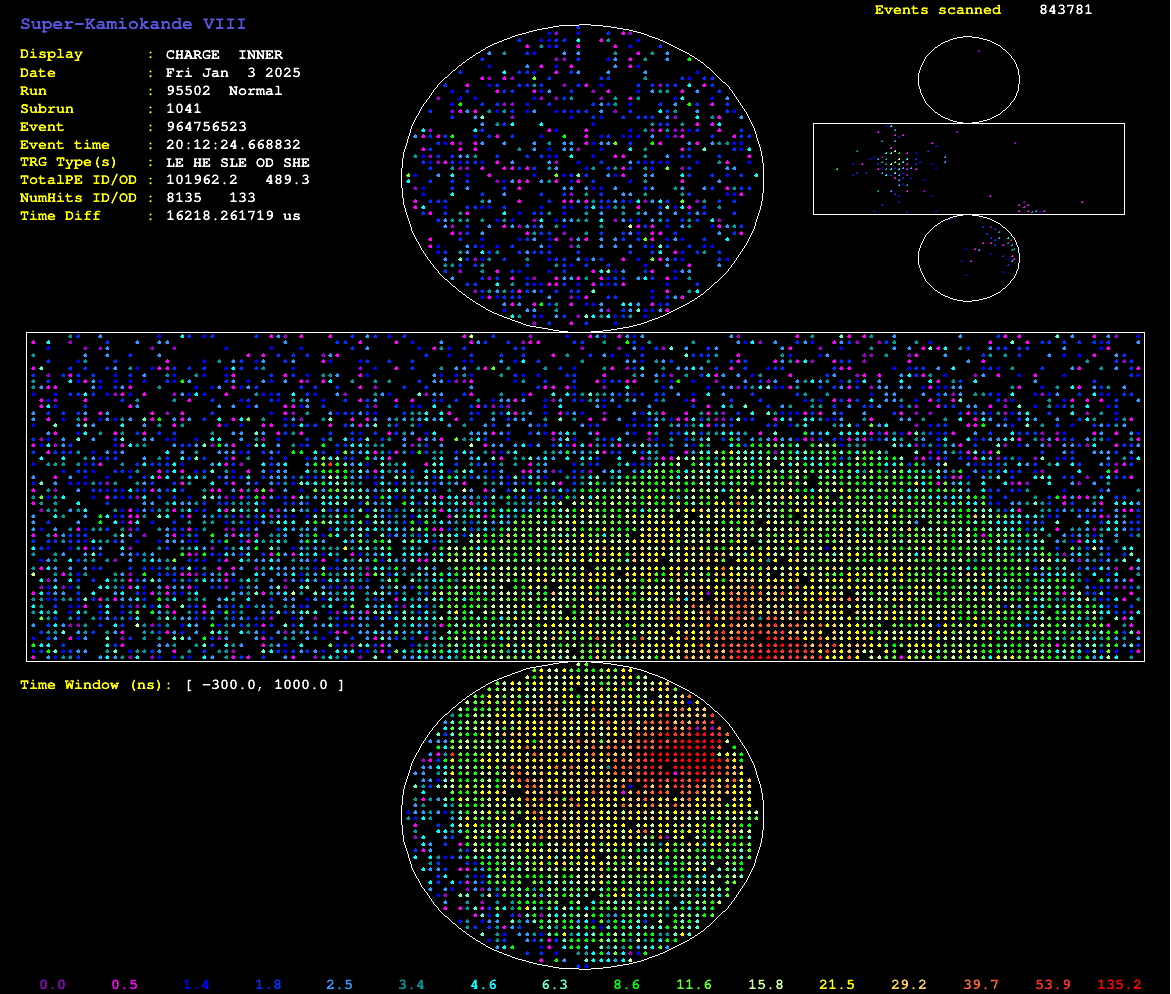 Super-Kamiokande VIII
Events scanned 843781
Display : CHARGE INNER
Date : Fri Jan 3 2025
Run : 95502 Normal
Subrun : 1041
Event : 964756523
Event time : 20:12:24.668832
TRG Type(s) : LE HE SLE OD SHE
TotalPE ID/OD : 101962.2 489.3
NumHits ID/OD : 8135 133
Time Diff : 16218.261719 us
Time Window (ns): [ −300.0, 1000.0 ]
0.0 0.5 1.4 1.8 2.5 3.4 4.6 6.3 8.6 11.6 15.8 21.5 29.2 39.7 53.9 135.2